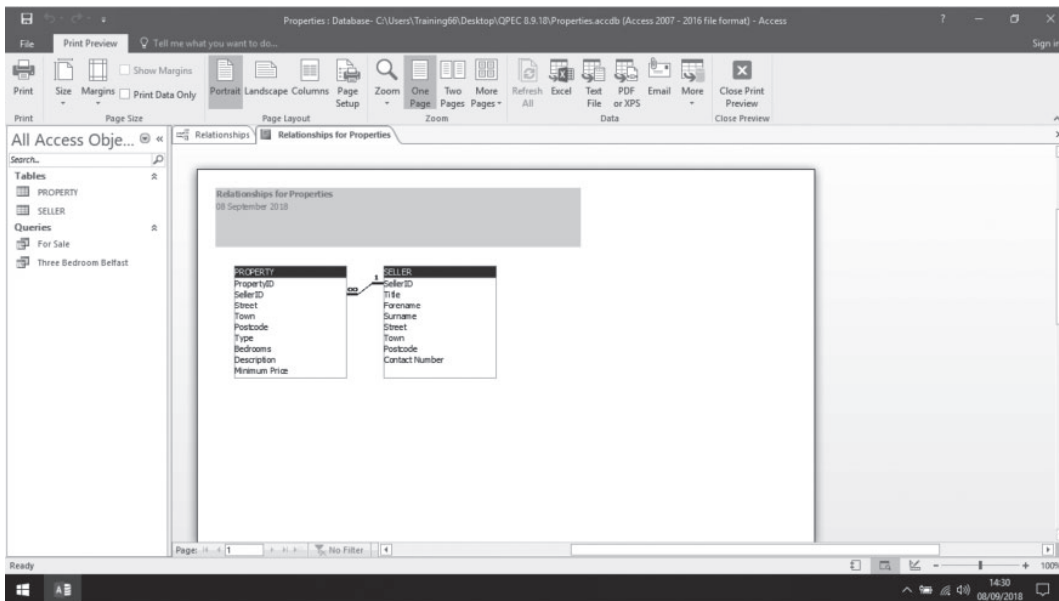 Properties : Database- C:\Users\Training66\Desktop\QPEC 8.9.18\Properties.accdb (Access 2007 - 2016 file format) - Access
?
File
Print Preview
Tell me what you want to do...
Sign in
Print
Size
Margins
Show Margins
Print Data Only
Portrait
Landscape
Columns
Page Setup
Zoom
One Page
Two Pages
More Pages
Refresh All
Excel
Text File
PDF or XPS
Email
More
Close Print Preview
Print
Page Size
Page Layout
Zoom
Data
Close Preview
All Access Obje...
Search...
Tables
PROPERTY
SELLER
Queries
For Sale
Three Bedroom Belfast
Relationships
Relationships for Properties
Relationships for Properties
08 September 2018
PROPERTY
PropertyID
SellerID
Street
Town
Postcode
Type
Bedrooms
Description
Minimum Price
∞
1
SELLER
SellerID
Title
Forename
Surname
Street
Town
Postcode
Contact Number
Page:
1
No Filter
Ready
100%
14:30
08/09/2018